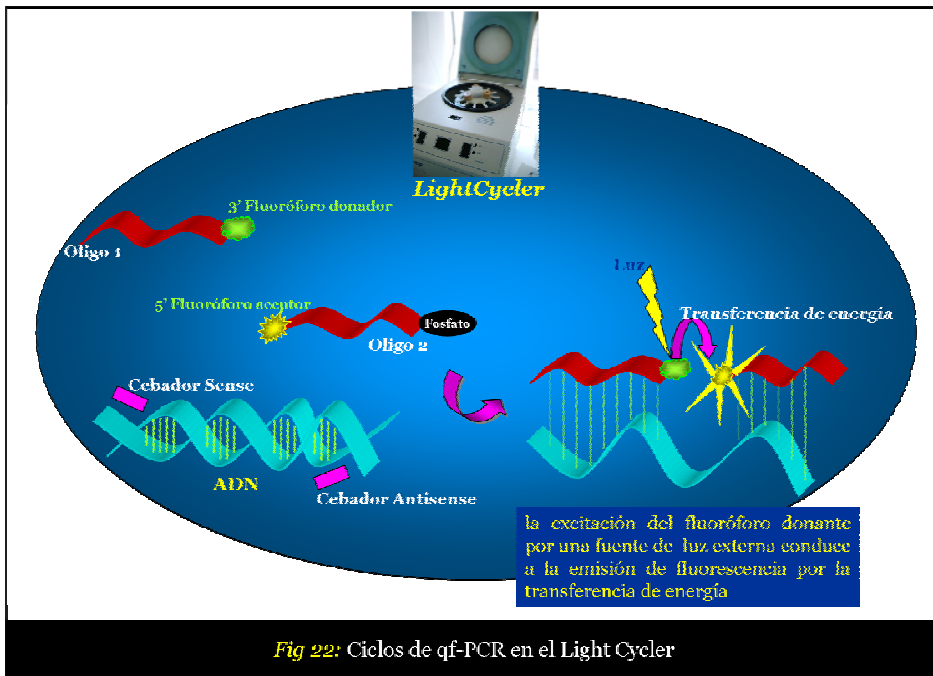 LightCycler
3' Fluoróforo donador
Oligo 1
Luz
5' Fluoróforo aceptor
Transferencia de energía
Fosfato
Oligo 2
Cebador Sense
ADN
Cebador Antisense
la excitación del fluoróforo donante
por una fuente de luz externa conduce
a la emisión de fluorescencia por la
transferencia de energía
Fig 22: Ciclos de qf-PCR en el Light Cycler